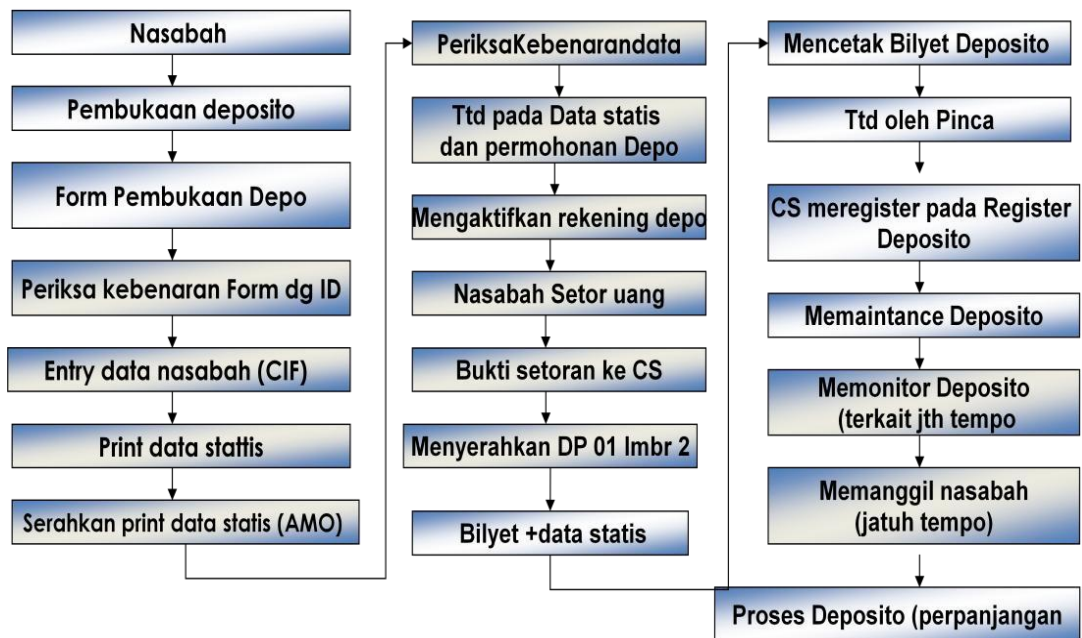 Nasabah
Pembukaan deposito
Form Pembukaan Depo
Periksa kebenaran Form dg ID
Entry data nasabah (CIF)
Print data stattis
Serahkan print data statis (AMO)
PeriksaKebenarandata
Ttd pada Data statis
dan permohonan Depo
Mengaktifkan rekening depo
Nasabah Setor uang
Bukti setoran ke CS
Menyerahkan DP 01 lmbr 2
Bilyet +data statis
Mencetak Bilyet Deposito
Ttd oleh Pinca
CS meregister pada Register
Deposito
Memaintance Deposito
Memonitor Deposito
(terkait jth tempo
Memanggil nasabah
(jatuh tempo)
Proses Deposito (perpanjangan